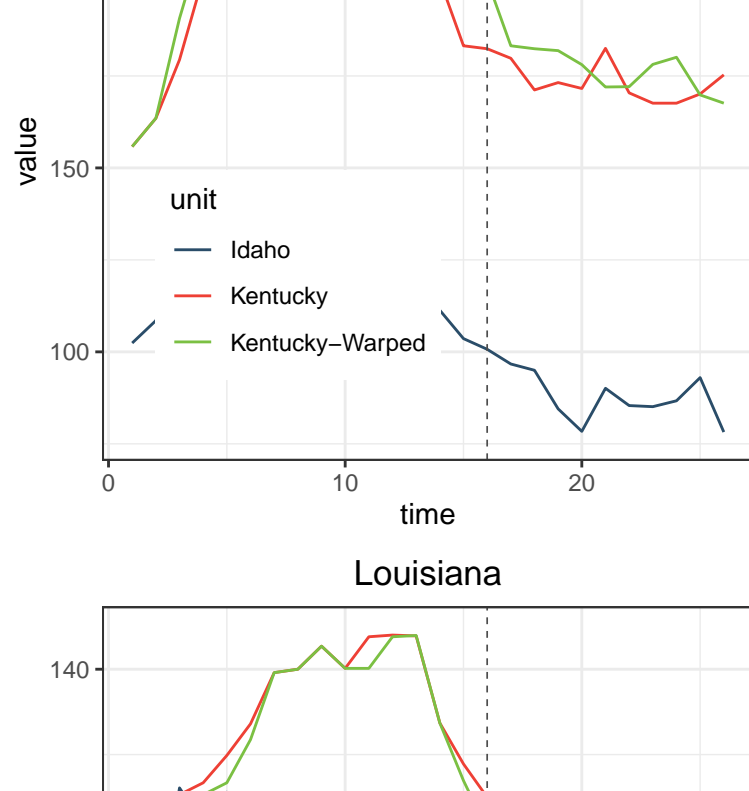 value
150
100
unit
Idaho
Kentucky
Kentucky−Warped
0 10 20
time
Louisiana
140